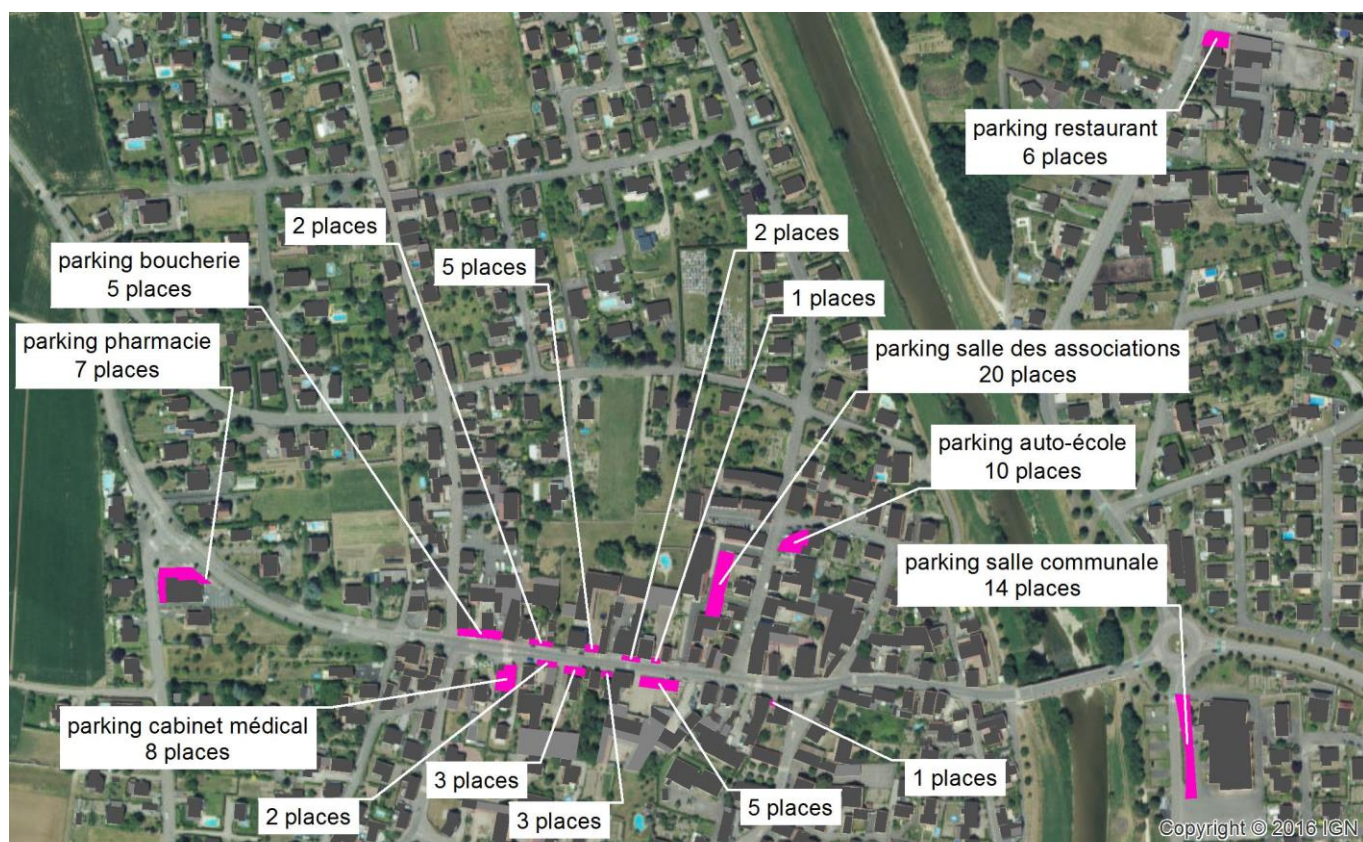 parking restaurant
6 places
2 places
2 places
parking boucherie
5 places
5 places
1 places
parking pharmacie
7 places
parking salle des associations
20 places
parking auto-école
10 places
parking salle communale
14 places
parking cabinet médical
8 places
3 places
1 places
2 places
3 places
5 places
Copyright © 2016 IGN